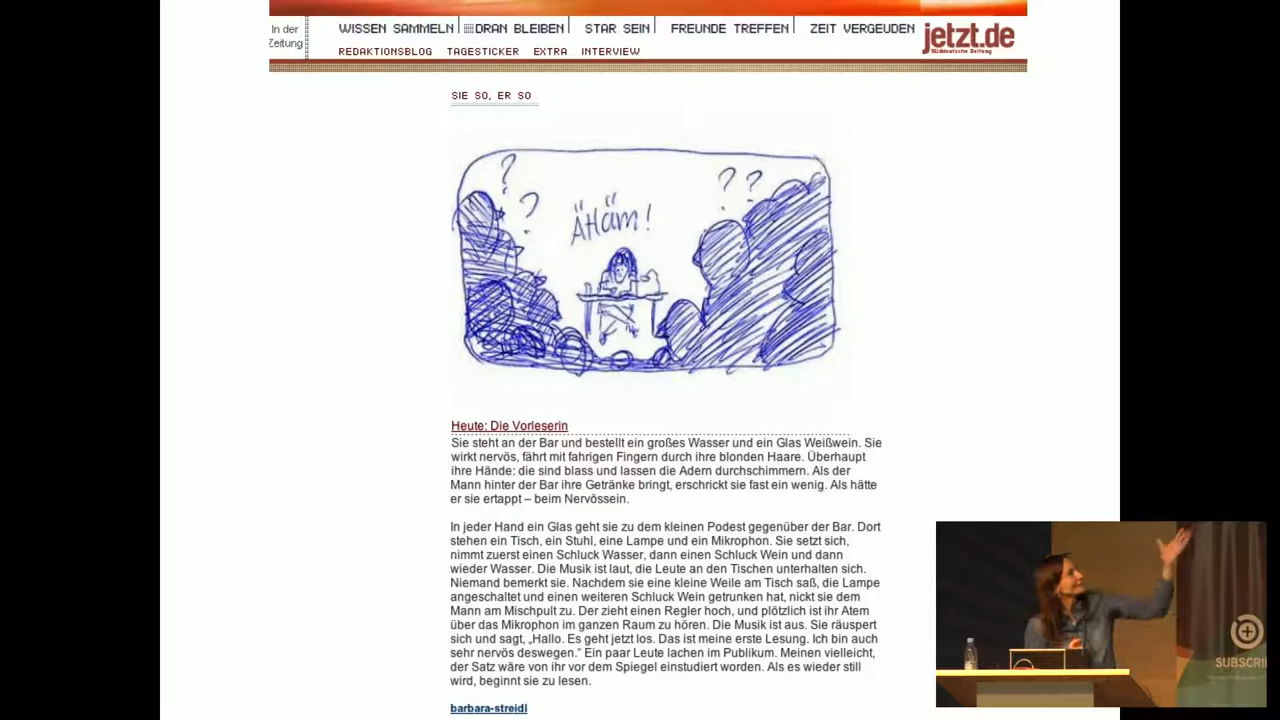 In der
Zeitung
WISSEN SAMMELN
DRAN BLEIBEN
STAR SEIN
FREUNDE TREFFEN
ZEIT VERGEUDEN
jetzt.de
Süddeutsche Zeitung
REDAKTIONSBLOG TAGESTICKER EXTRA INTERVIEW
SIE SO, ER SO
? ? ? ?
ÄHäm!
Heute: Die Vorleserin
Sie steht an der Bar und bestellt ein großes Wasser und ein Glas Weißwein. Sie
wirkt nervös, fährt mit fahrigen Fingern durch ihre blonden Haare. Überhaupt
ihre Hände: die sind blass und lassen die Adern durchschimmern. Als der
Mann hinter der Bar ihre Getränke bringt, erschrickt sie fast ein wenig. Als hätte
er sie ertappt – beim Nervössein.
In jeder Hand ein Glas geht sie zu dem kleinen Podest gegenüber der Bar. Dort
stehen ein Tisch, ein Stuhl, eine Lampe und ein Mikrophon. Sie setzt sich,
nimmt zuerst einen Schluck Wasser, dann einen Schluck Wein und dann
wieder Wasser. Die Musik ist laut, die Leute an den Tischen unterhalten sich.
Niemand bemerkt sie. Nachdem sie eine kleine Weile am Tisch saß, die Lampe
angeschaltet und einen weiteren Schluck Wein getrunken hat, nickt sie dem
Mann am Mischpult zu. Der zieht einen Regler hoch, und plötzlich ist ihr Atem
über das Mikrophon im ganzen Raum zu hören. Die Musik ist aus. Sie räuspert
sich und sagt, „Hallo. Es geht jetzt los. Das ist meine erste Lesung. Ich bin auch
sehr nervös deswegen.“ Ein paar Leute lachen im Publikum. Meinen vielleicht,
der Satz wäre von ihr vor dem Spiegel einstudiert worden. Als es wieder still
wird, beginnt sie zu lesen.
barbara-streidl
SUBSCRI